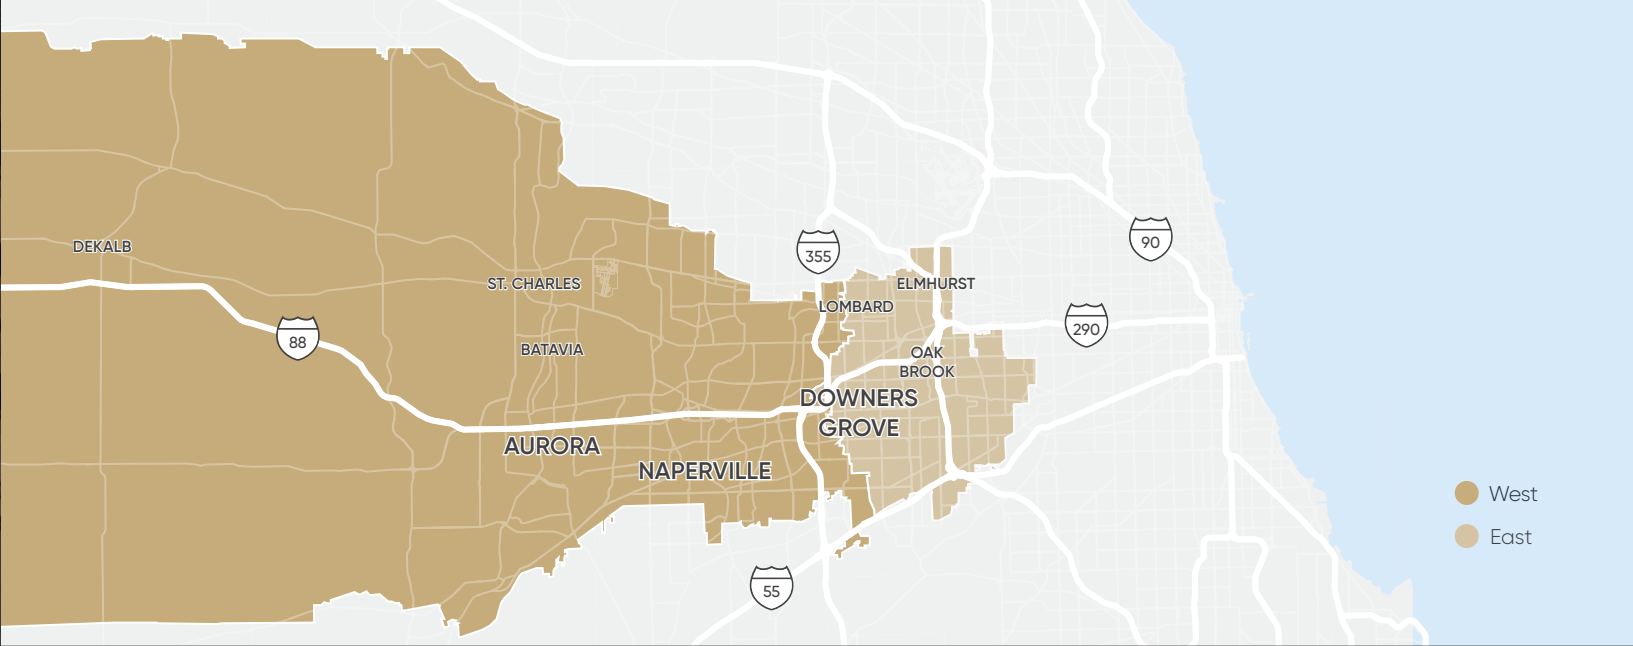 DEKALB
355
90
ST. CHARLES
ELMHURST
LOMBARD
290
88
BATAVIA
OAK
BROOK
DOWNERS
GROVE
AURORA
NAPERVILLE
West
East
55